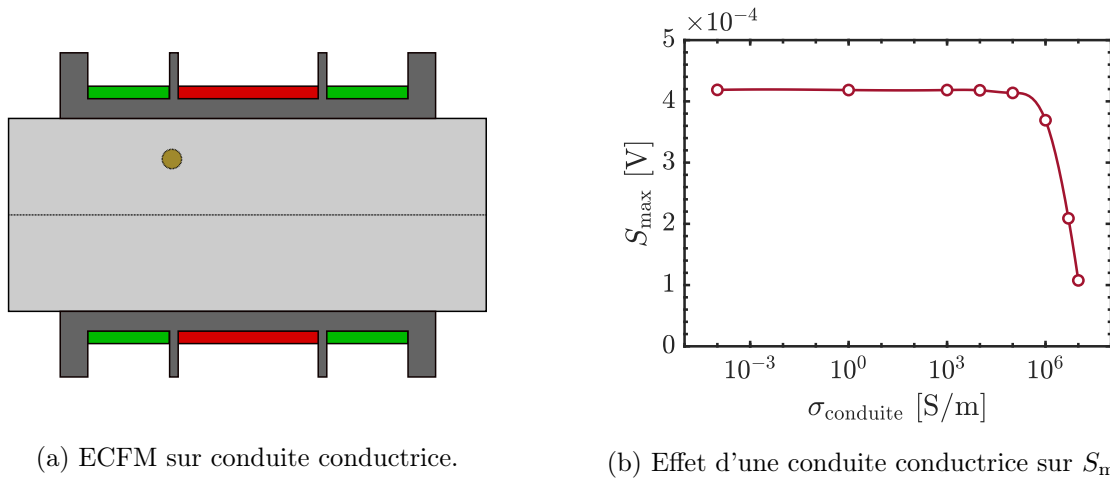 ×10⁻⁴
5
4
3
2
1
0
S_max [V]
10⁻³ 10⁰ 10³ 10⁶
σ_conduite [S/m]
(a) ECFM sur conduite conductrice.
(b) Effet d'une conduite conductrice sur S_m